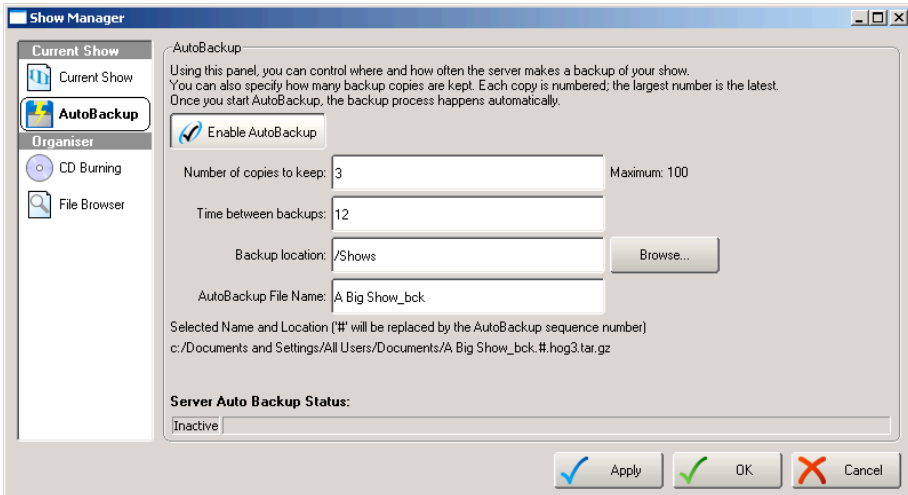 Show Manager
Current Show
Current Show
AutoBackup
Organiser
CD Burning
File Browser
AutoBackup
Using this panel, you can control where and how often the server makes a backup of your show.
You can also specify how many backup copies are kept. Each copy is numbered; the largest number is the latest.
Once you start AutoBackup, the backup process happens automatically.
Enable AutoBackup
Number of copies to keep: 3 Maximum: 100
Time between backups: 12
Backup location: /Shows Browse...
AutoBackup File Name: A Big Show_bck
Selected Name and Location ('#' will be replaced by the AutoBackup sequence number)
c:/Documents and Settings/All Users/Documents/A Big Show_bck.#.hog3.tar.gz
Server Auto Backup Status:
Inactive
Apply OK Cancel